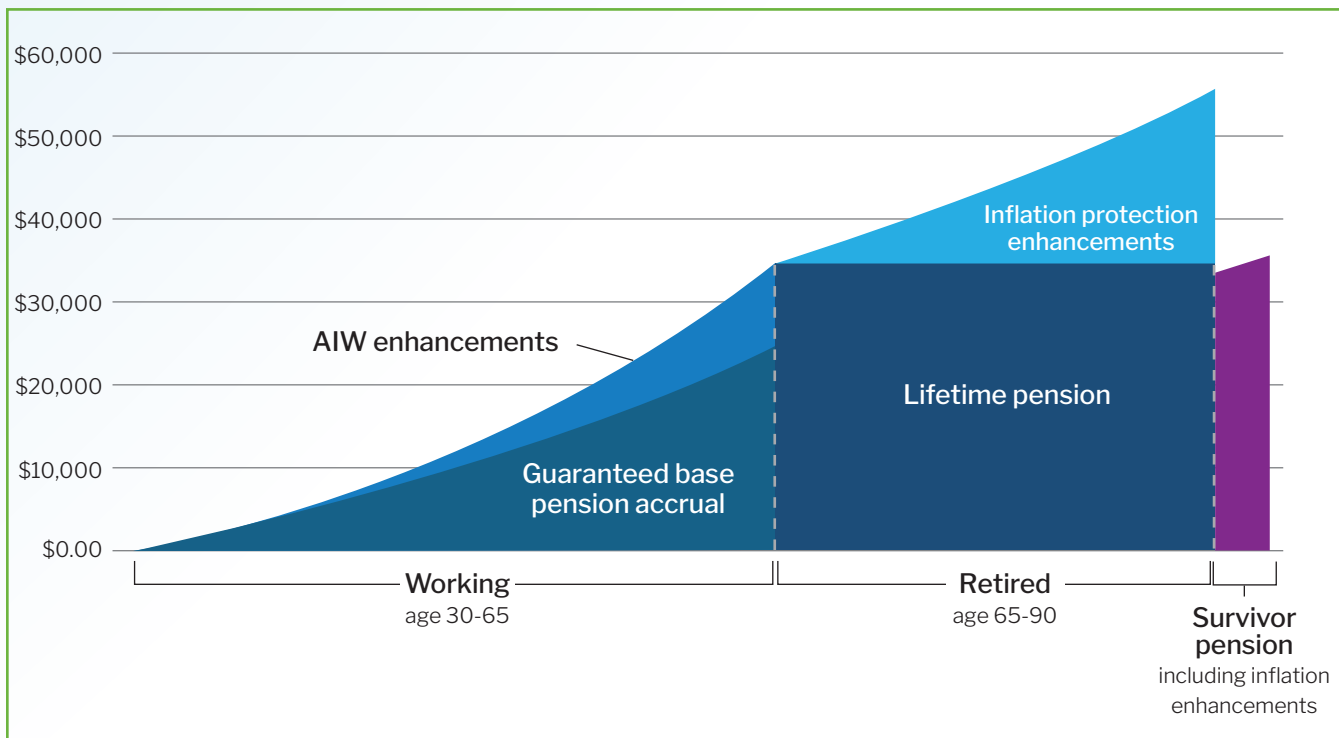 $60,000
$50,000
$40,000
$30,000
$20,000
$10,000
$0.00
Inflation protection
enhancements
AIW enhancements
Lifetime pension
Guaranteed base
pension accrual
Working
age 30-65
Retired
age 65-90
Survivor
pension
including inflation
enhancements